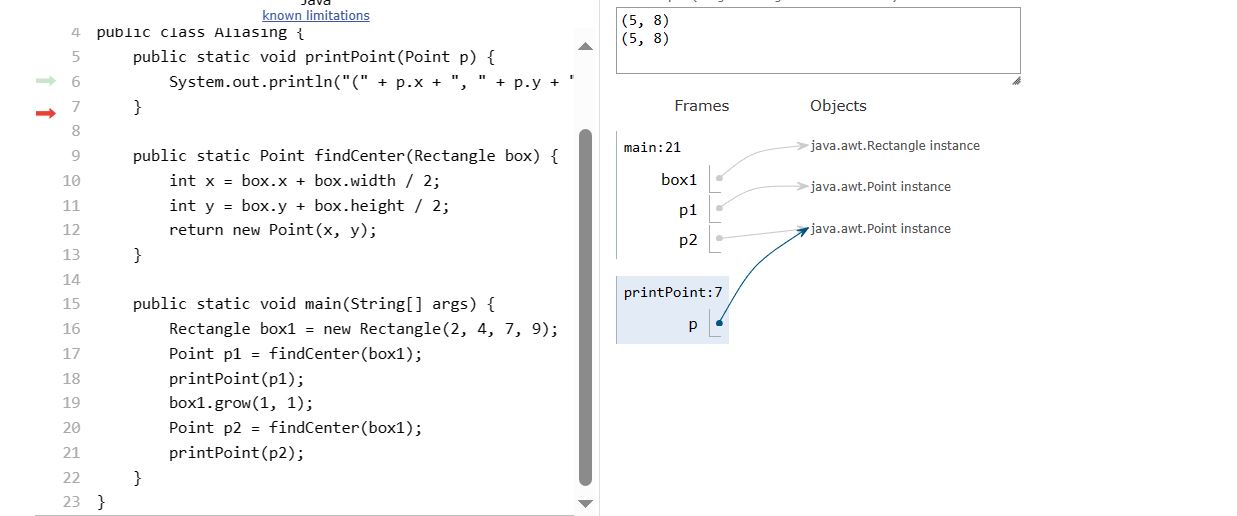 Java
known limitations
4 public class Aliasing {
5 public static void printPoint(Point p) {
6 System.out.println("(" + p.x + ", " + p.y + "
7 }
8
9 public static Point findCenter(Rectangle box) {
10 int x = box.x + box.width / 2;
11 int y = box.y + box.height / 2;
12 return new Point(x, y);
13 }
14
15 public static void main(String[] args) {
16 Rectangle box1 = new Rectangle(2, 4, 7, 9);
17 Point p1 = findCenter(box1);
18 printPoint(p1);
19 box1.grow(1, 1);
20 Point p2 = findCenter(box1);
21 printPoint(p2);
22 }
23 }
(5, 8)
(5, 8)
Frames Objects
main:21
box1
p1
p2
java.awt.Rectangle instance
java.awt.Point instance
java.awt.Point instance
printPoint:7
p